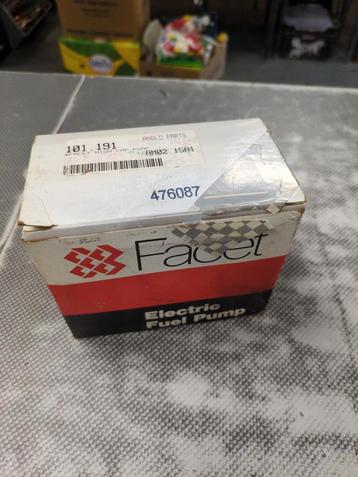 ANGLO PARTS
101.191
AM02.15A1
476087
Facet
Electric
Fuel Pump